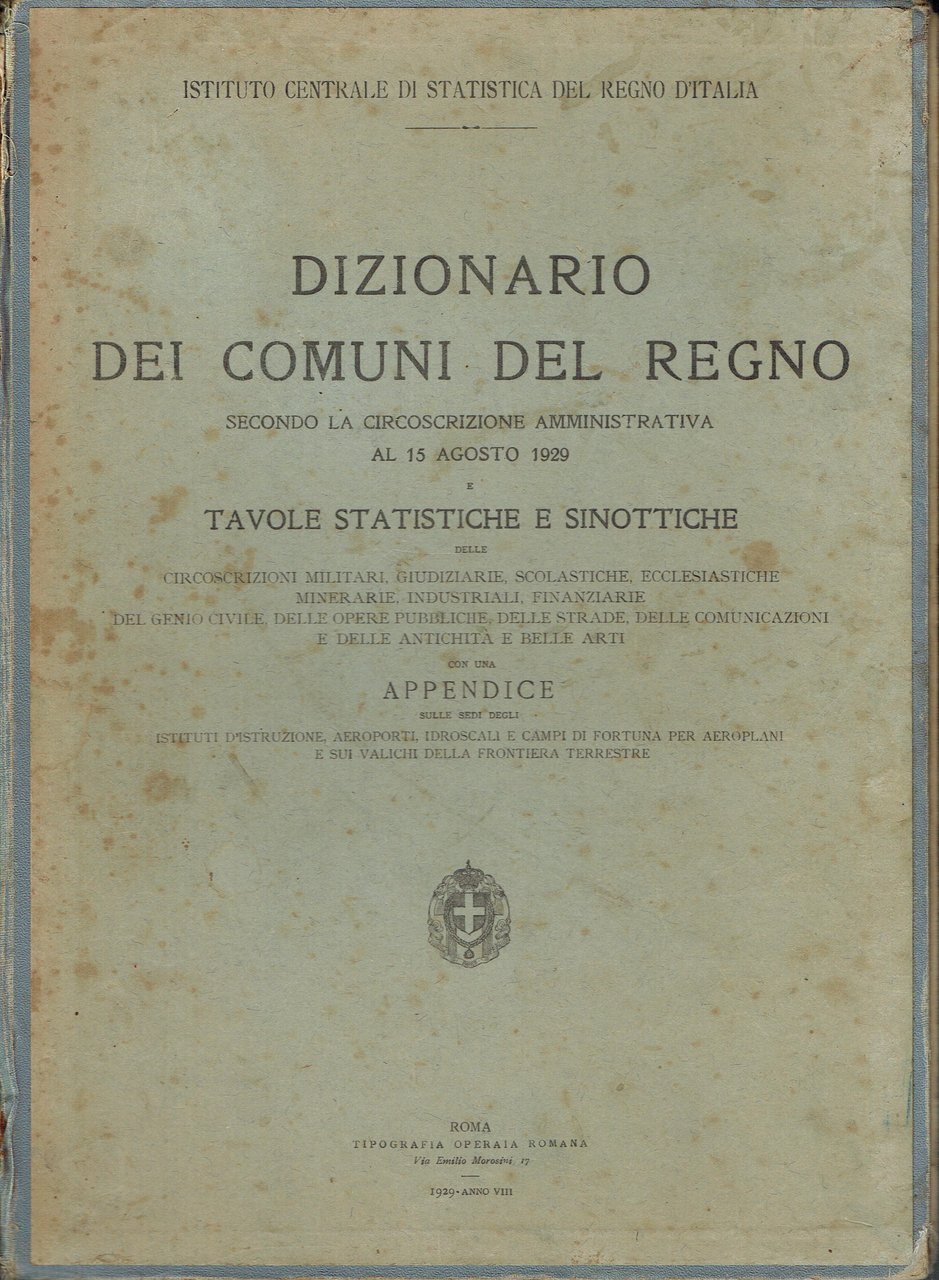 ISTITUTO CENTRALE DI STATISTICA DEL REGNO D'ITALIA
DIZIONARIO
DEI COMUNI DEL REGNO
SECONDO LA CIRCOSCRIZIONE AMMINISTRATIVA
AL 15 AGOSTO 1929
E
TAVOLE STATISTICHE E SINOTTICHE
DELLE
CIRCOSCRIZIONI MILITARI, GIUDIZIARIE, SCOLASTICHE, ECCLESIASTICHE
MINERARIE, INDUSTRIALI, FINANZIARIE
DEL GENIO CIVILE, DELLE OPERE PUBBLICHE, DELLE STRADE, DELLE COMUNICAZIONI
E DELLE ANTICHITÀ E BELLE ARTI
CON UNA
APPENDICE
SULLE SEDI DEGLI
ISTITUTI D'ISTRUZIONE, AEROPORTI, IDROSCALI E CAMPI DI FORTUNA PER AEROPLANI
E SUI VALICHI DELLA FRONTIERA TERRESTRE
ROMA
TIPOGRAFIA OPERAIA ROMANA
Via Emilio Morosini, 17
1929 - ANNO VIII